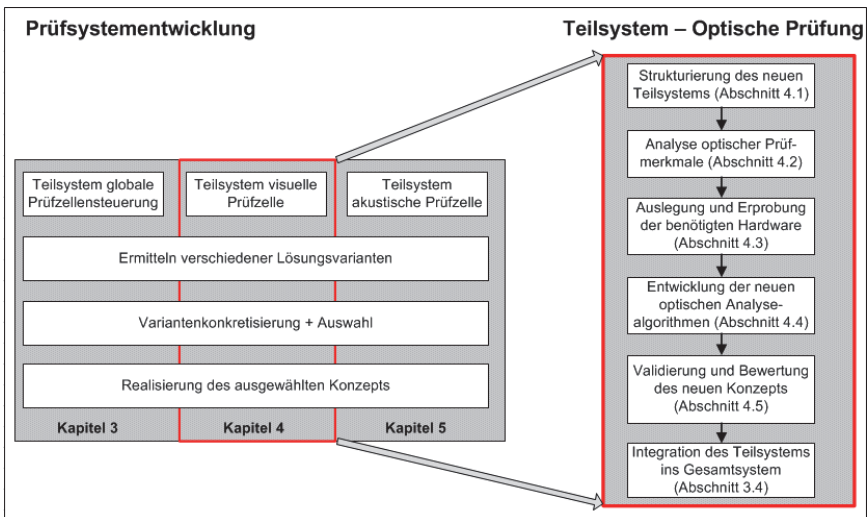 Prüfsystementwicklung
Teilsystem globale
Prüfzellensteuerung
Teilsystem visuelle
Prüfzelle
Teilsystem
akustische Prüfzelle
Ermitteln verschiedener Lösungsvarianten
Variantenkonkretisierung + Auswahl
Realisierung des ausgewählten Konzepts
Kapitel 3
Kapitel 4
Kapitel 5
Teilsystem – Optische Prüfung
Strukturierung des neuen
Teilsystems (Abschnitt 4.1)
Analyse optischer Prüf-
merkmale (Abschnitt 4.2)
Auslegung und Erprobung
der benötigten Hardware
(Abschnitt 4.3)
Entwicklung der neuen
optischen Analyse-
algorithmen (Abschnitt 4.4)
Validierung und Bewertung
des neuen Konzepts
(Abschnitt 4.5)
Integration des Teilsystems
ins Gesamtsystem
(Abschnitt 3.4)